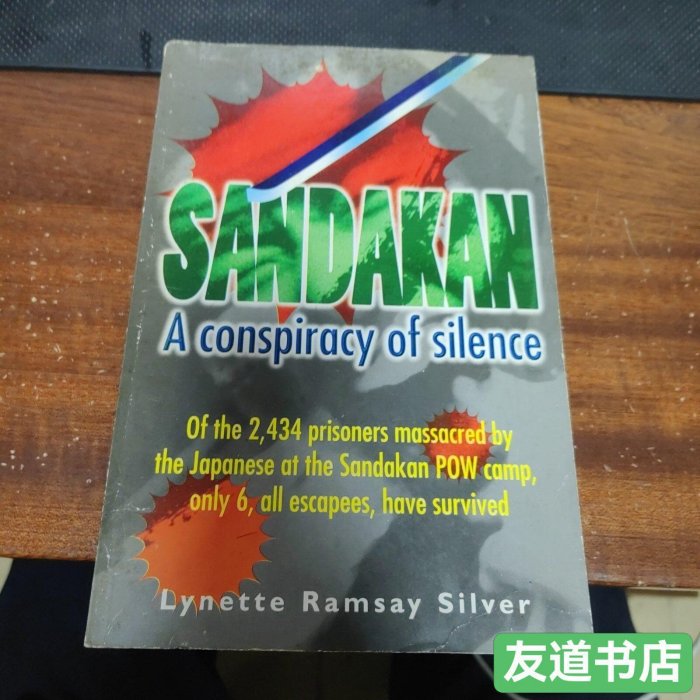 SANDAKAN
A conspiracy of silence
Of the 2,434 prisoners massacred by
the Japanese at the Sandakan POW camp,
only 6, all escapees, have survived
Lynette Ramsay Silver
友道书店